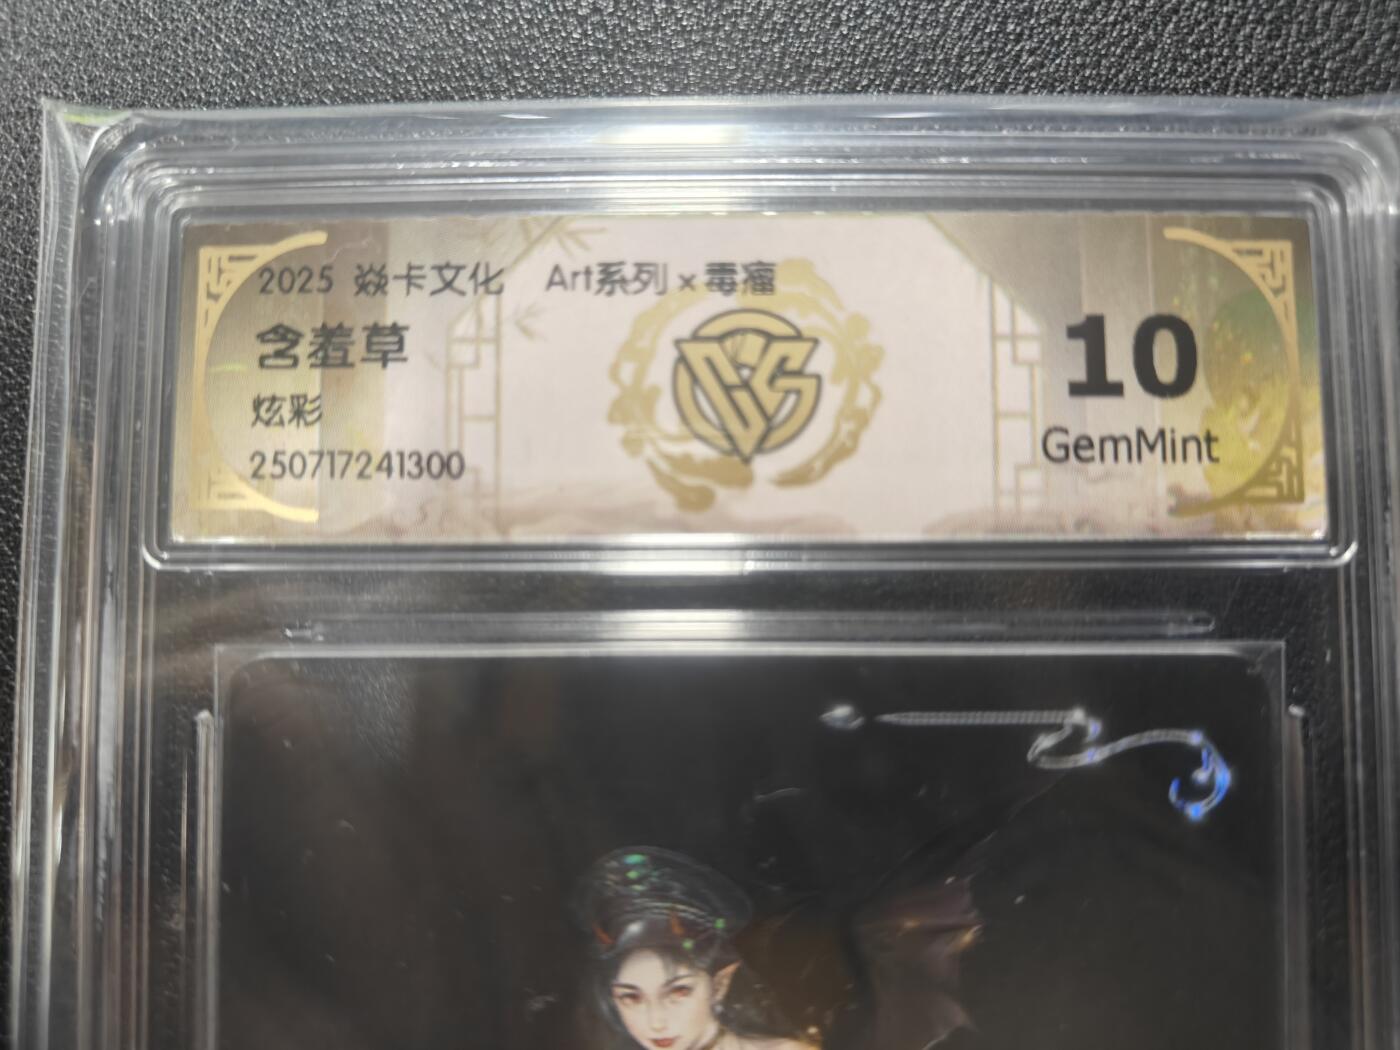 2025 焱卡文化 Art系列×毒瘤
含羞草
炫彩
250717241300
10
GemMint